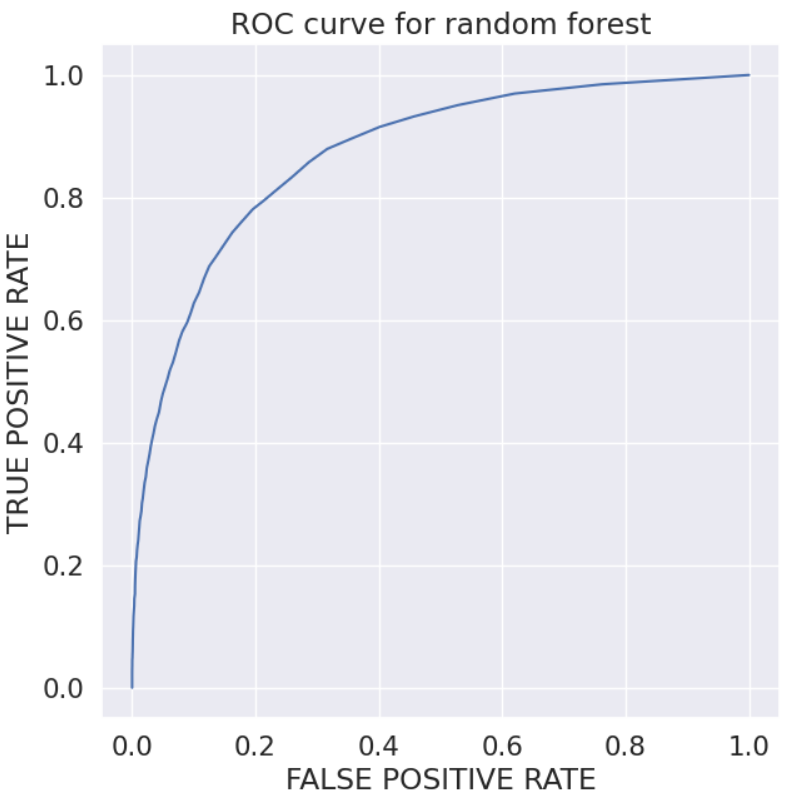 ROC curve for random forest
TRUE POSITIVE RATE
1.0
0.8
0.6
0.4
0.2
0.0
0.0 0.2 0.4 0.6 0.8 1.0
FALSE POSITIVE RATE